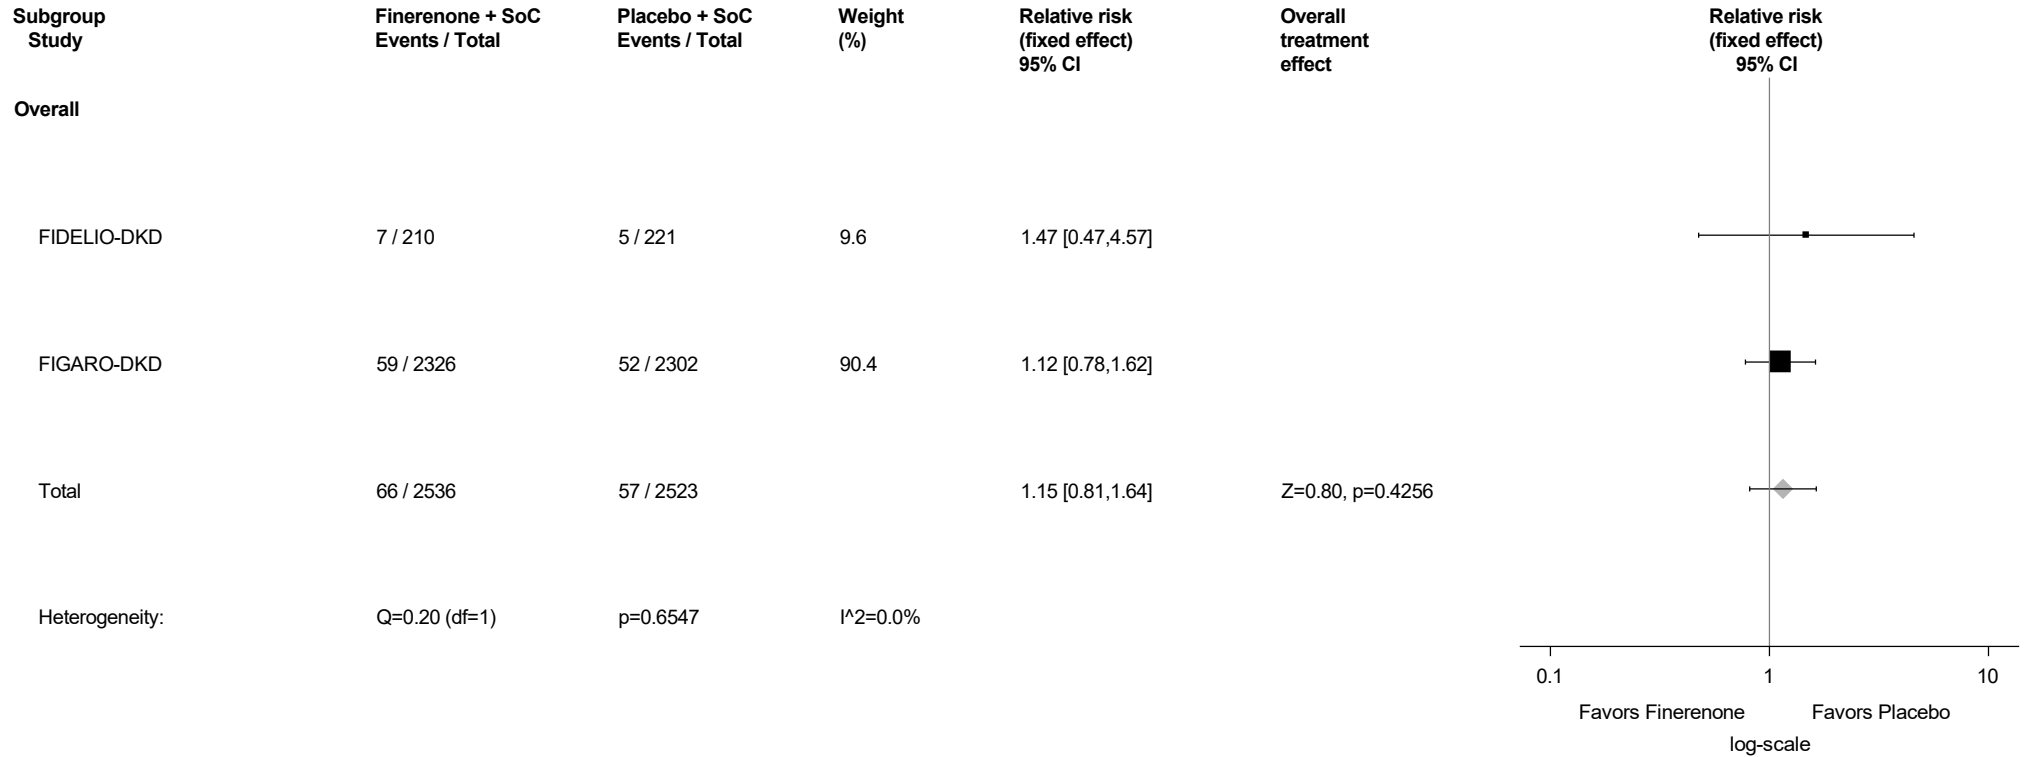 Subgroup Finerenone + SoC Placebo + SoC Weight Relative risk Overall Relative risk
Study Events / Total Events / Total (%) (fixed effect) treatment (fixed effect)
95% CI effect 95% CI
Overall
FIDELIO-DKD 7 / 210 5 / 221 9.6 1.47 [0.47,4.57]
FIGARO-DKD 59 / 2326 52 / 2302 90.4 1.12 [0.78,1.62]
Total 66 / 2536 57 / 2523 1.15 [0.81,1.64] Z=0.80, p=0.4256
Heterogeneity: Q=0.20 (df=1) p=0.6547 I^2=0.0%
0.1 1 10
Favors Finerenone Favors Placebo
log-scale